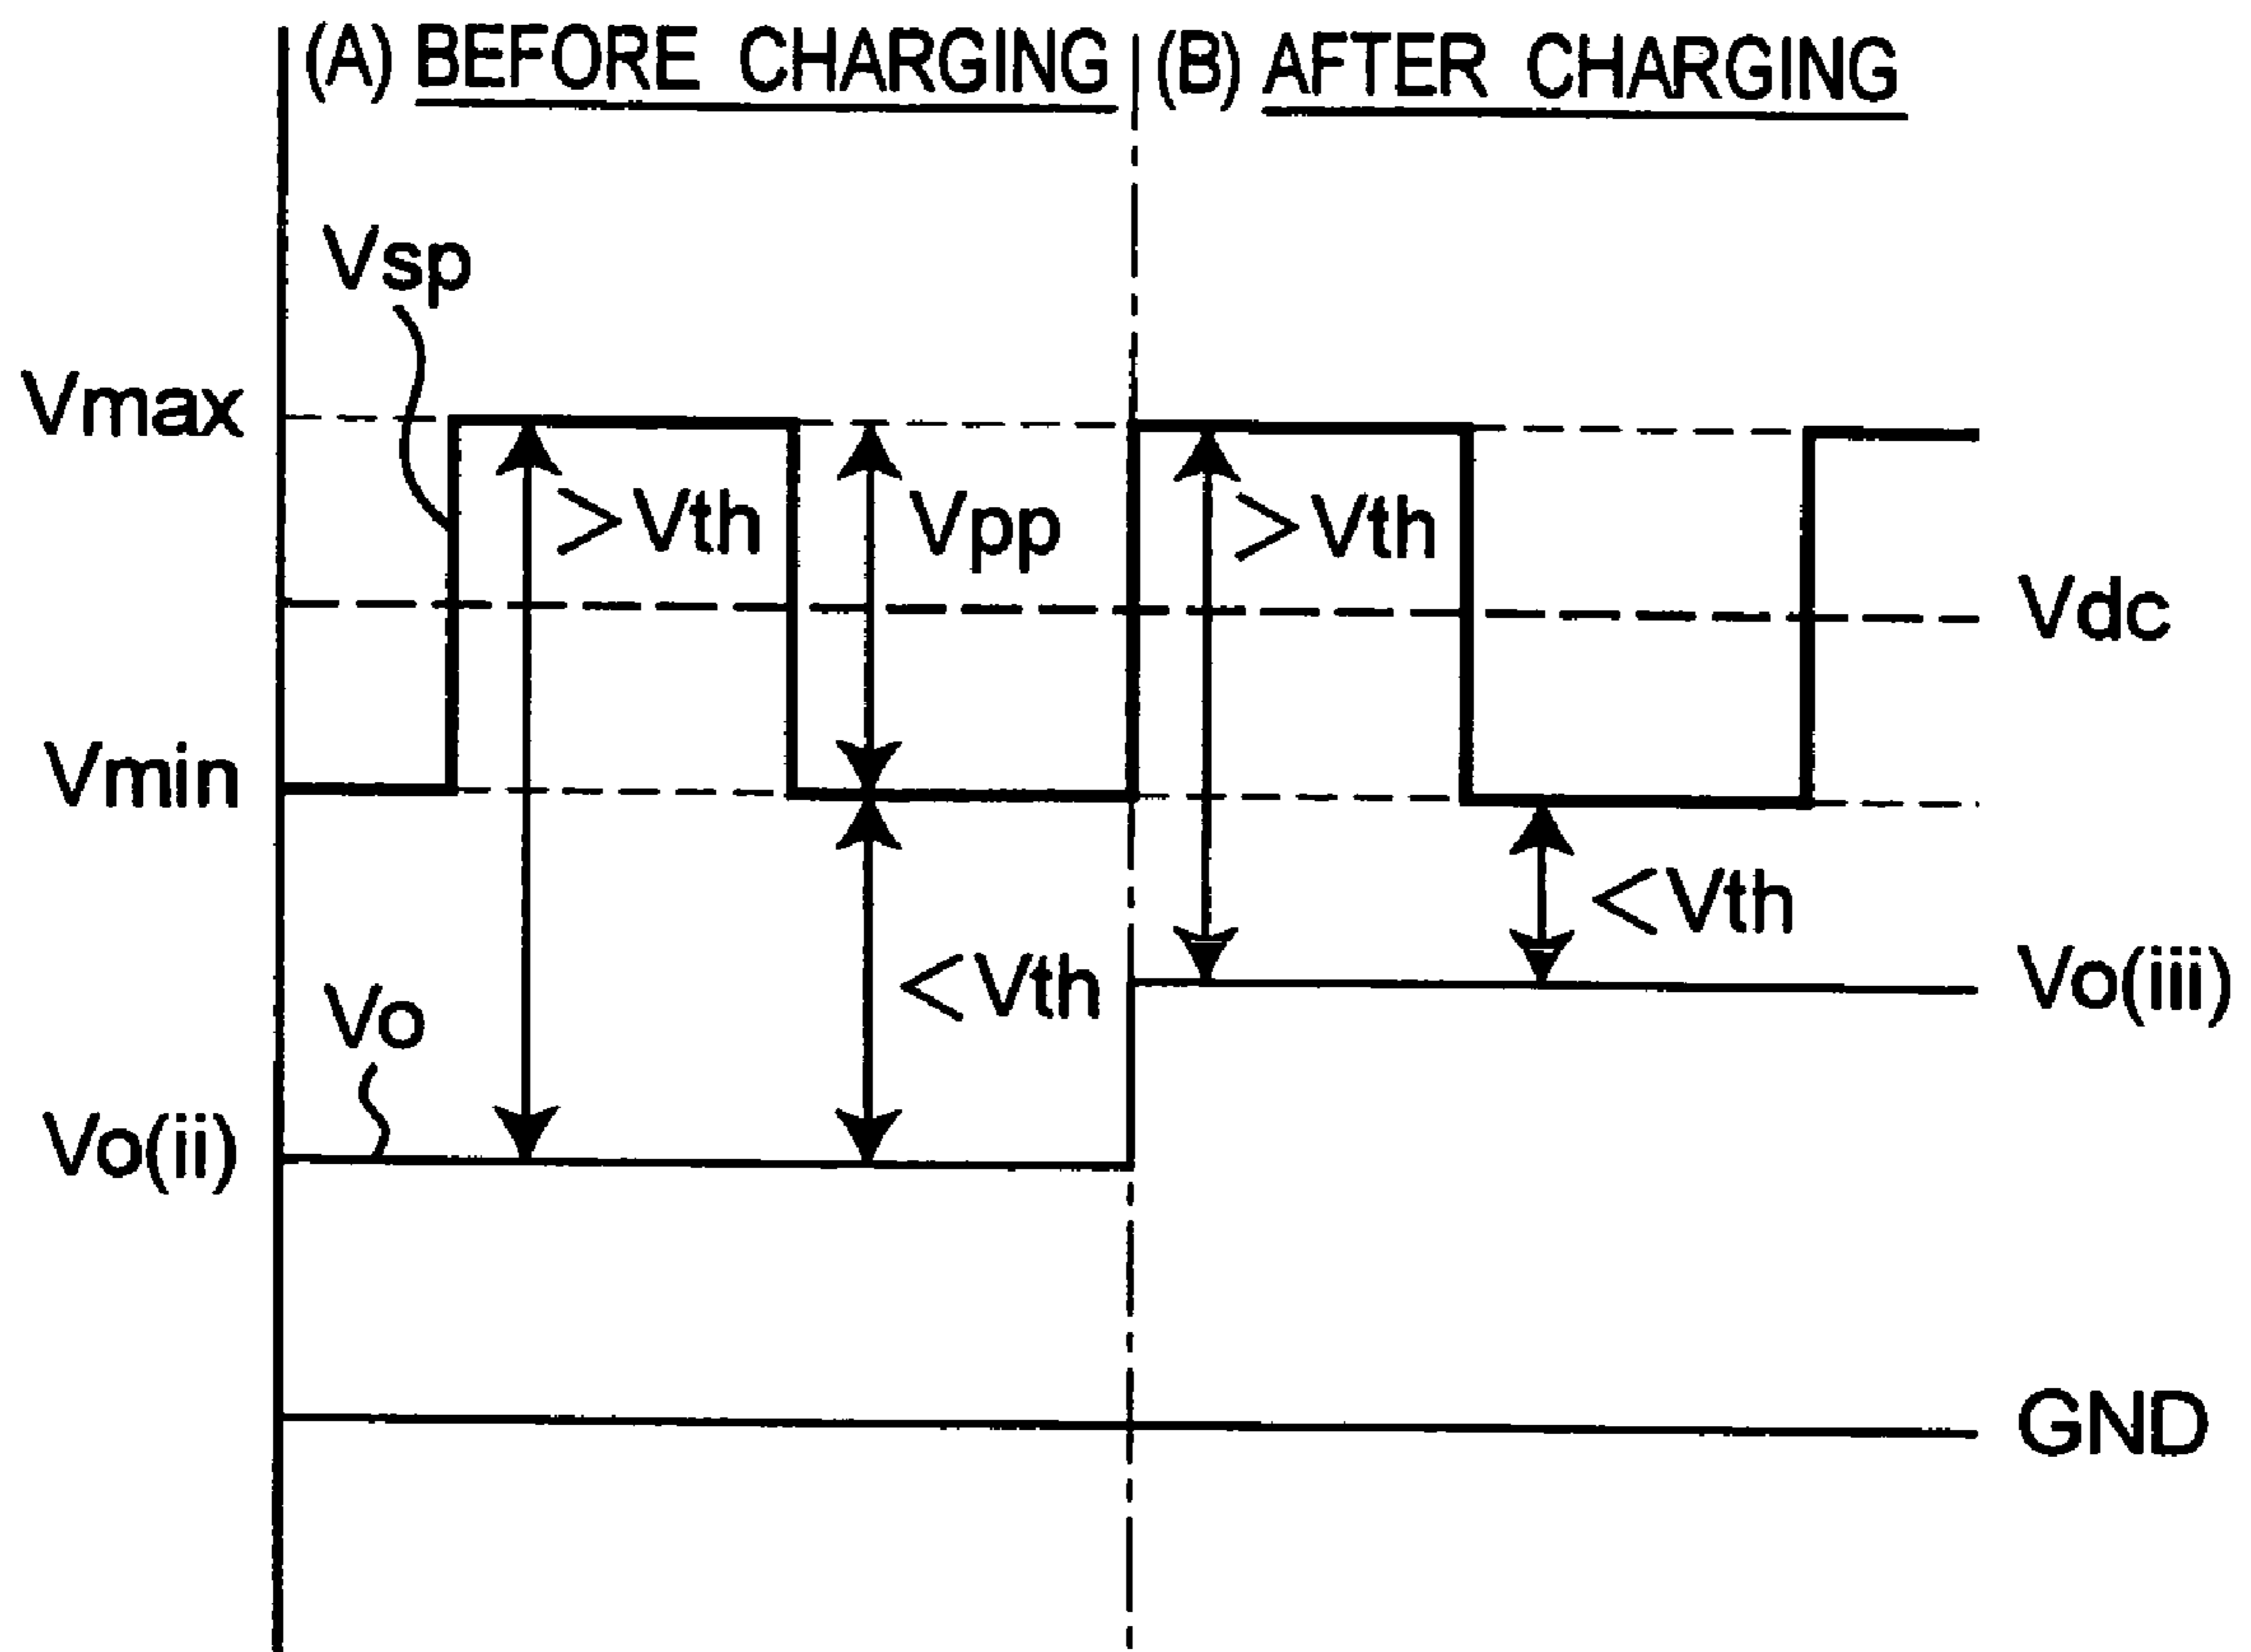 (A) BEFORE CHARGING
(B) AFTER CHARGING
Vsp
Vmax
>Vth
Vpp
>Vth
Vdc
Vmin
<Vth
<Vth
Vo(iii)
Vo
Vo(ii)
GND